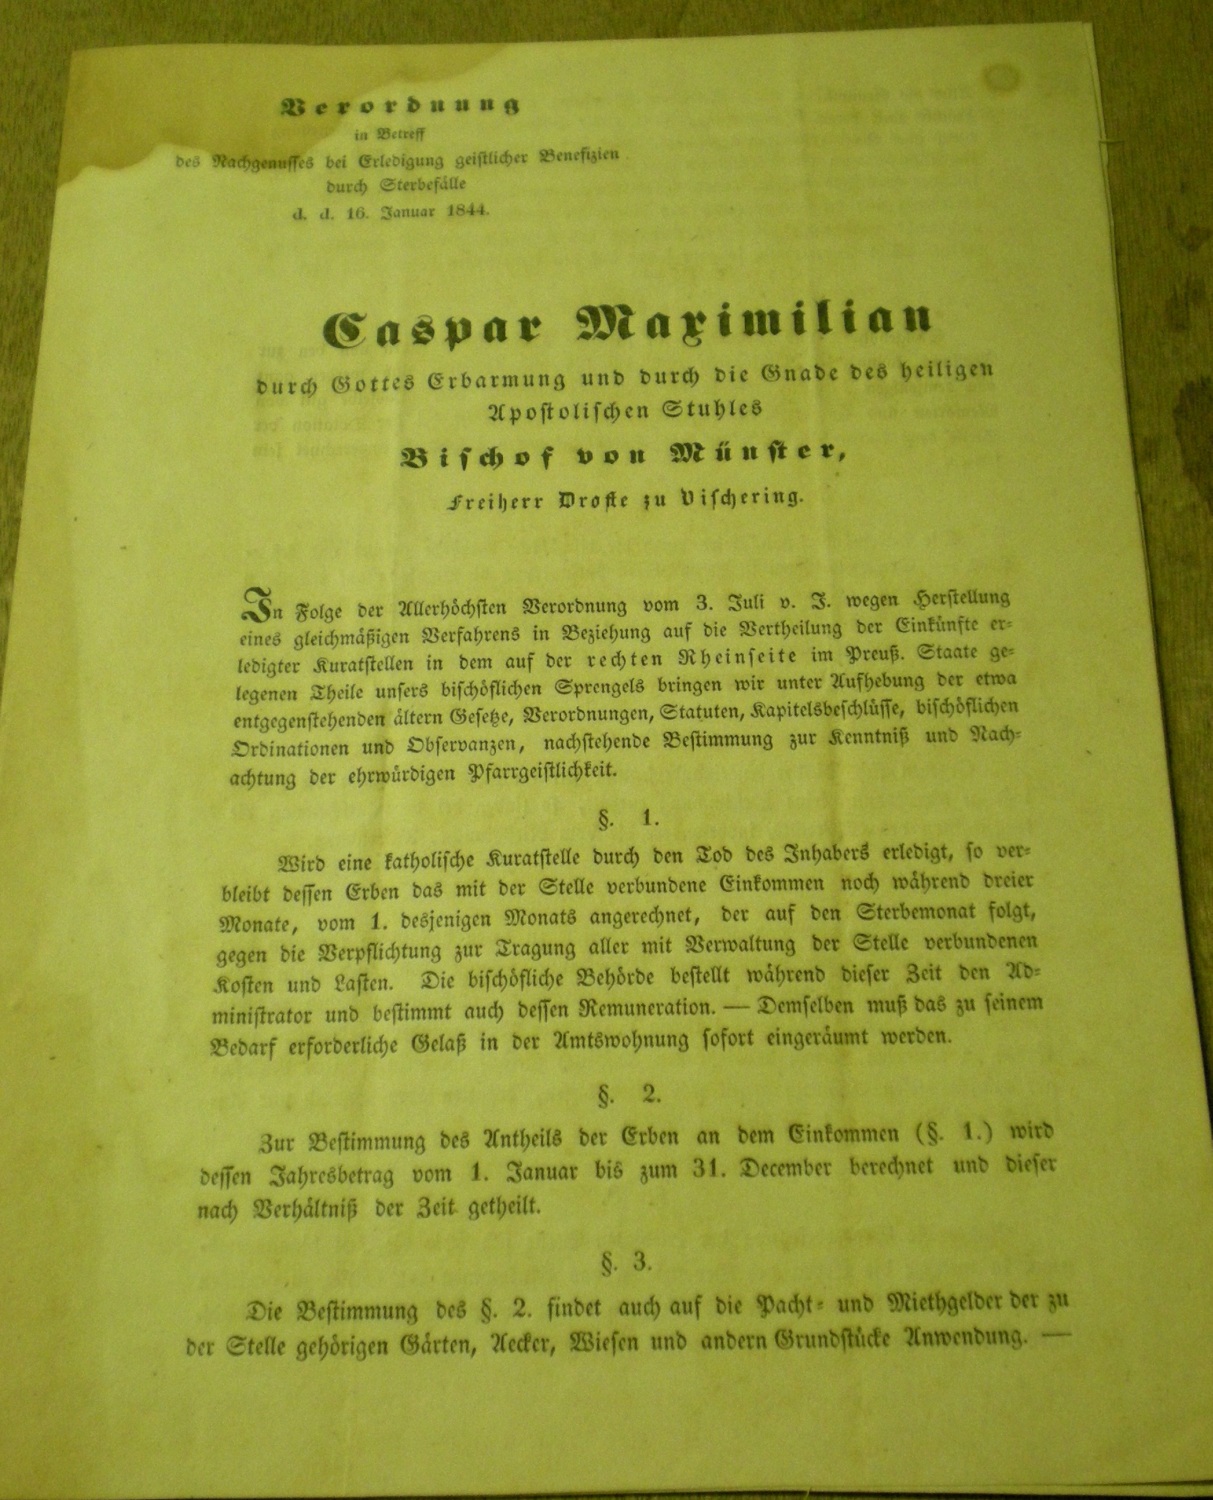 Verordnung
in Betreff
des Nachgenusses bei Erledigung geistlicher Benefizien
durch Sterbefälle
d. d. 16. Januar 1844.
Caspar Maximilian
durch Gottes Erbarmung und durch die Gnade des heiligen
Apostolischen Stuhles
Bischof von Münster,
Freiherr Droste zu Vischering.
In Folge der Allerhöchsten Verordnung vom 3. Juli v. J. wegen Herstellung
eines gleichmäßigen Verfahrens in Beziehung auf die Vertheilung der Einkünfte er-
ledigter Kuratstellen in dem auf der rechten Rheinseite im Preuß. Staate ge-
legenen Theile unsers bischöflichen Sprengels bringen wir unter Aufhebung der etwa
entgegenstehenden ältern Gesetze, Verordnungen, Statuten, Kapitelsbeschlüsse, bischöflichen
Ordinationen und Observanzen, nachstehende Bestimmung zur Kenntniß und Nach-
achtung der ehrwürdigen Pfarrgeistlichkeit.
§. 1.
Wird eine katholische Kuratstelle durch den Tod des Inhabers erledigt, so ver-
bleibt dessen Erben das mit der Stelle verbundene Einkommen noch während dreier
Monate, vom 1. desjenigen Monats angerechnet, der auf den Sterbemonat folgt,
gegen die Verpflichtung zur Tragung aller mit Verwaltung der Stelle verbundenen
Kosten und Lasten. Die bischöfliche Behörde bestellt während dieser Zeit den Ad-
ministrator und bestimmt auch dessen Remuneration. — Demselben muß das zu seinem
Bedarf erforderliche Gelaß in der Amtswohnung sofort eingeräumt werden.
§. 2.
Zur Bestimmung des Antheils der Erben an dem Einkommen (§. 1.) wird
dessen Jahresbetrag vom 1. Januar bis zum 31. December berechnet und dieser
nach Verhältniß der Zeit getheilt.
§. 3.
Die Bestimmung des §. 2. findet auch auf die Pacht- und Miethgelder der zu
der Stelle gehörigen Gärten, Aecker, Wiesen und andern Grundstücke Anwendung. —